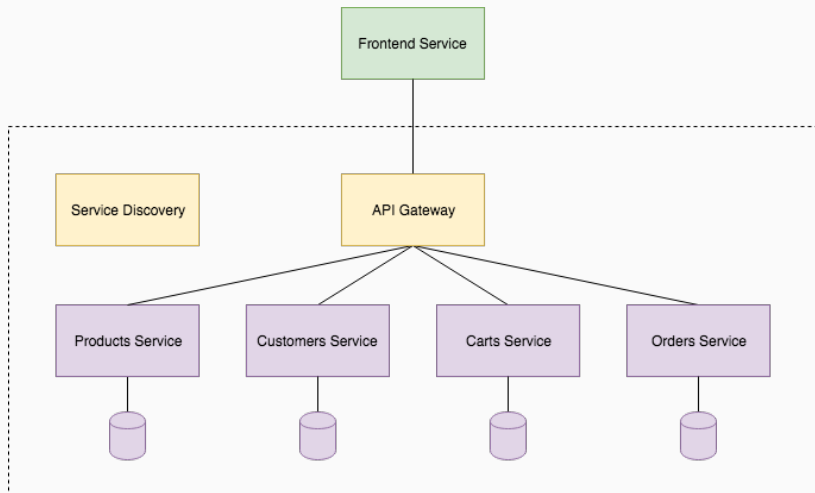 Frontend Service
Service Discovery
API Gateway
Products Service
Customers Service
Carts Service
Orders Service